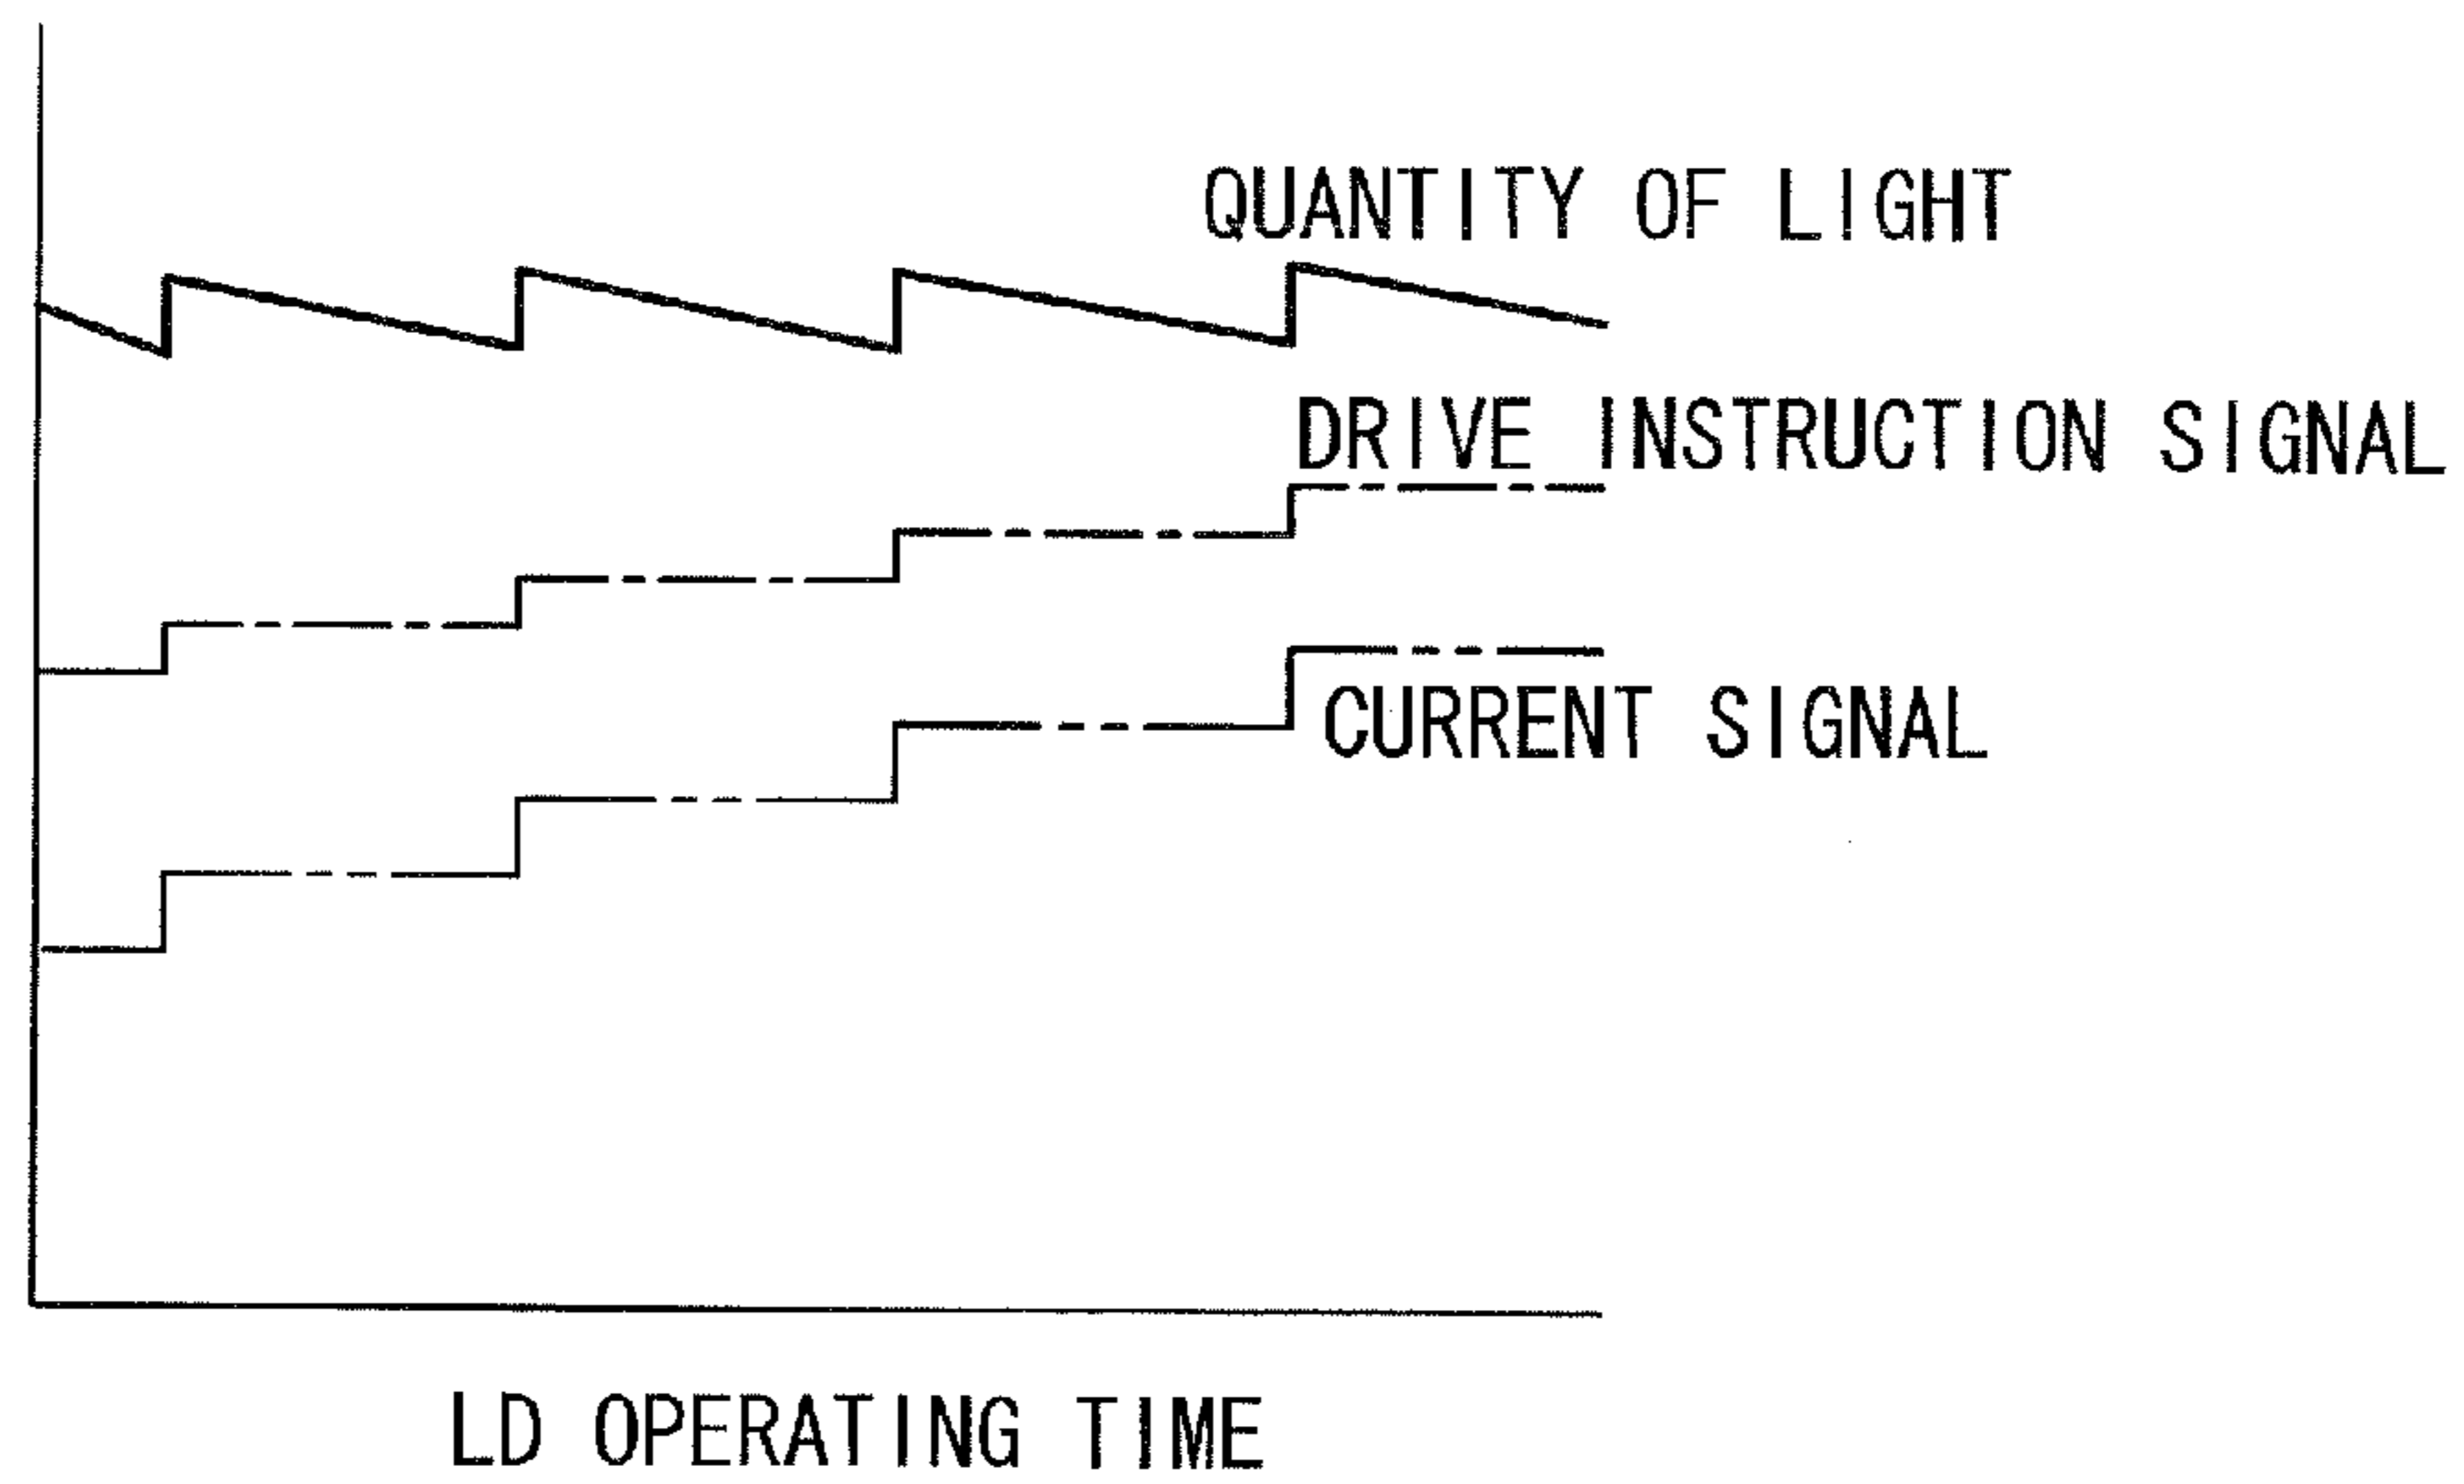 QUANTITY OF LIGHT
DRIVE INSTRUCTION SIGNAL
CURRENT SIGNAL
LD OPERATING TIME